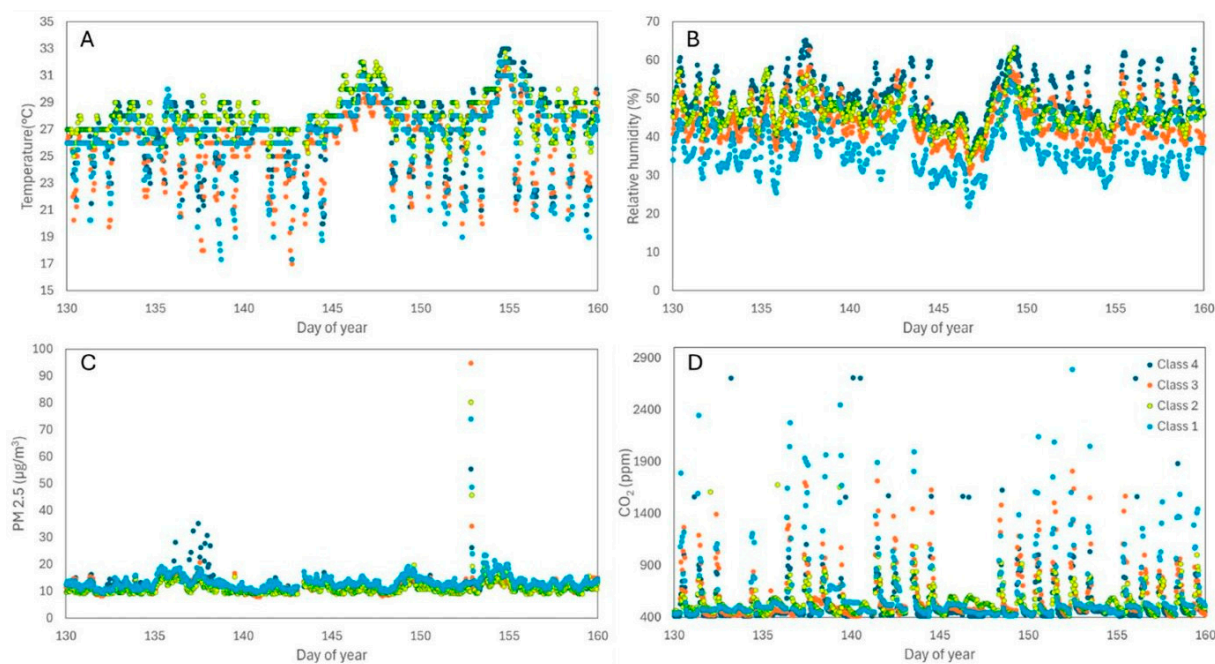 A
Temperature(°C)
35
33
31
29
27
25
23
21
19
17
15
130 135 140 145 150 155 160
Day of year
B
Relative humidity (%)
70
60
50
40
30
20
10
0
130 135 140 145 150 155 160
Day of year
C
PM 2.5 (µg/m³)
100
90
80
70
60
50
40
30
20
10
0
130 135 140 145 150 155 160
Day of year
D
CO₂ (ppm)
2900
2400
1900
1400
900
400
130 135 140 145 150 155 160
Day of year
Class 4
Class 3
Class 2
Class 1